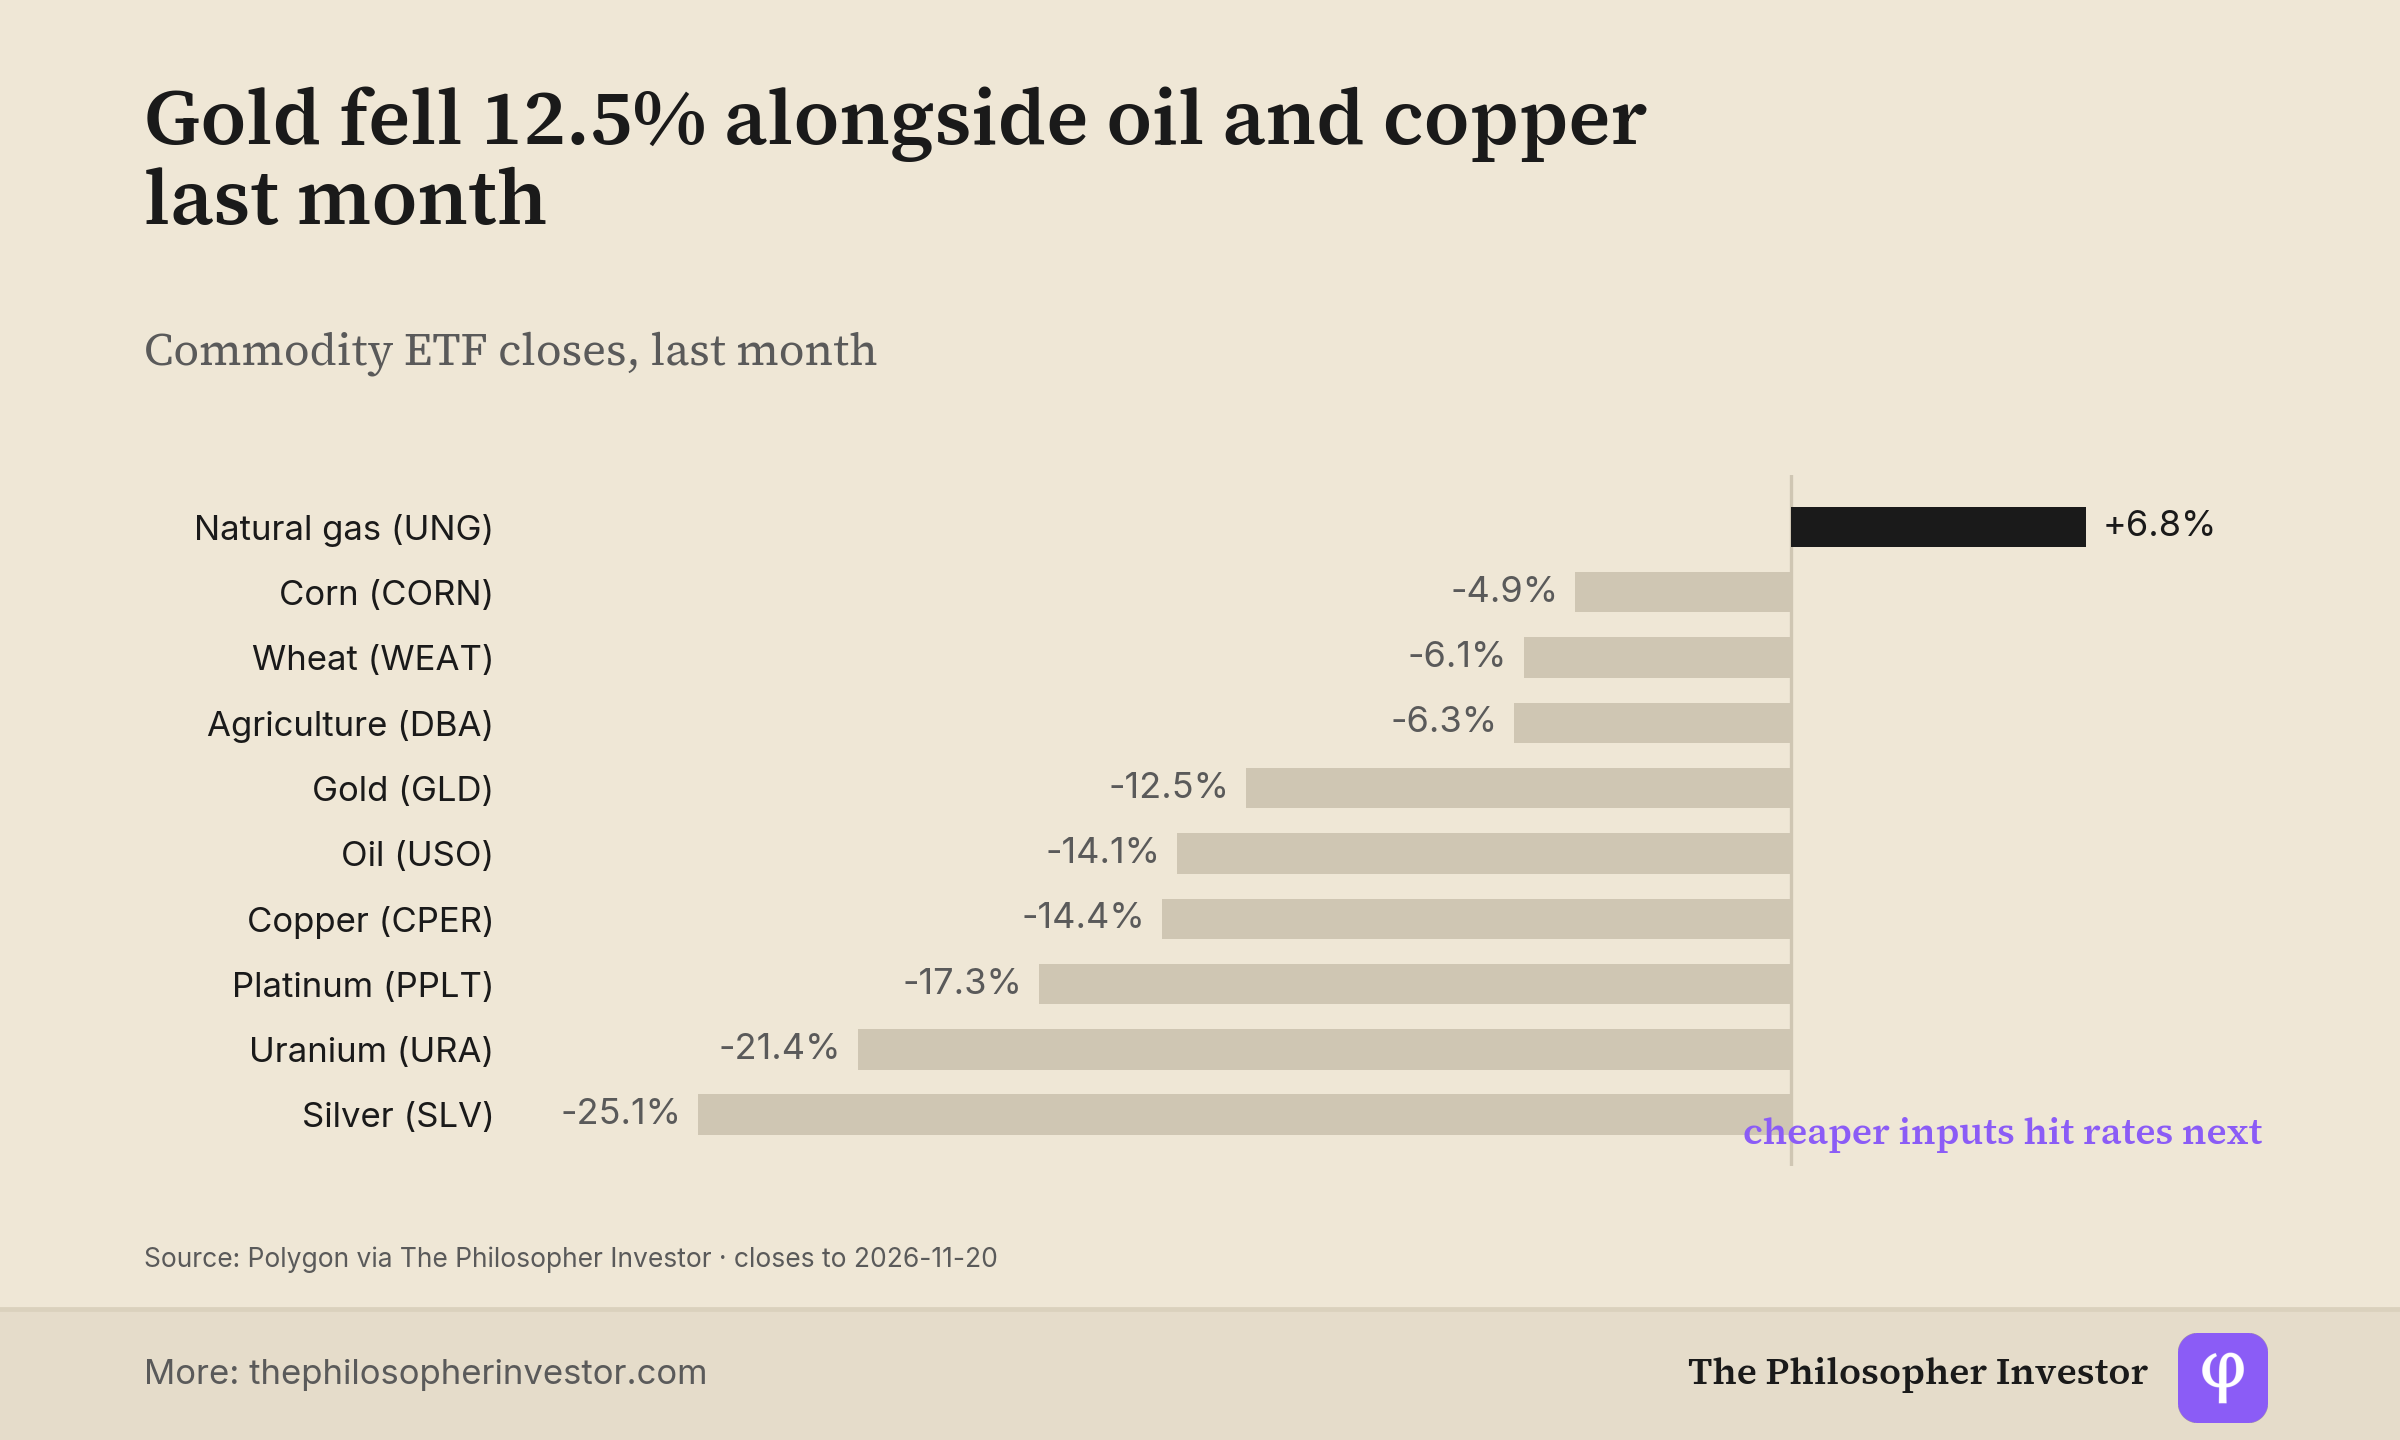 Gold fell 12.5% alongside oil and copper
last month
Commodity ETF closes, last month
Natural gas (UNG) +6.8%
Corn (CORN) -4.9%
Wheat (WEAT) -6.1%
Agriculture (DBA) -6.3%
Gold (GLD) -12.5%
Oil (USO) -14.1%
Copper (CPER) -14.4%
Platinum (PPLT) -17.3%
Uranium (URA) -21.4%
Silver (SLV) -25.1%
cheaper inputs hit rates next
Source: Polygon via The Philosopher Investor · closes to 2026-11-20
More: thephilosopherinvestor.com
The Philosopher Investor φ